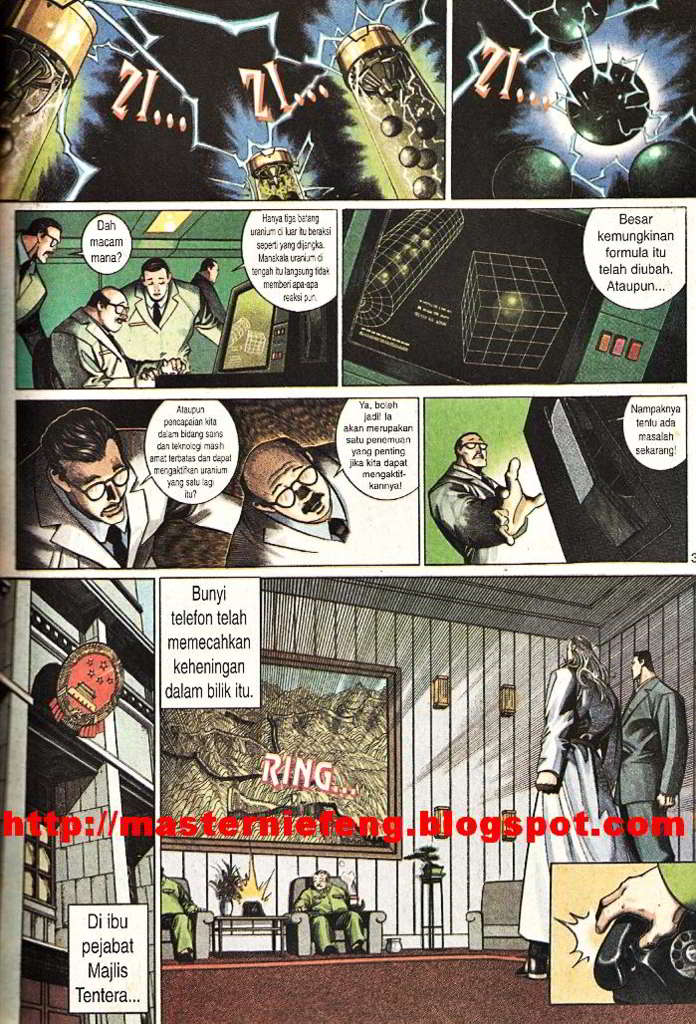 ZI...
ZI...
ZI...
Dah
macam
mana?
Hanya tiga batang
uranium di luar itu beraksi
seperti yang dijangka.
Manakala uranium di
tengah itu langsung tidak
memberi apa-apa
reaksi pun.
Besar
kemungkinan
formula itu
telah diubah.
Ataupun...
Ataupun
pencapaian kita
dalam bidang sains
dan teknologi masih
amat terbatas dan dapat
mengaktifkan uranium
yang satu lagi
itu?
Ya, boleh
jadi! Ia
akan merupakan
satu penemuan
yang penting
jika kita dapat
mengaktif-
kannya!
Nampaknya
tentu ada
masalah
sekarang!
3
Bunyi
telefon telah
memecahkan
keheningan
dalam bilik itu.
RING...
http://masterniefeng.blogspot.com
Di ibu
pejabat
Majlis
Tentera...